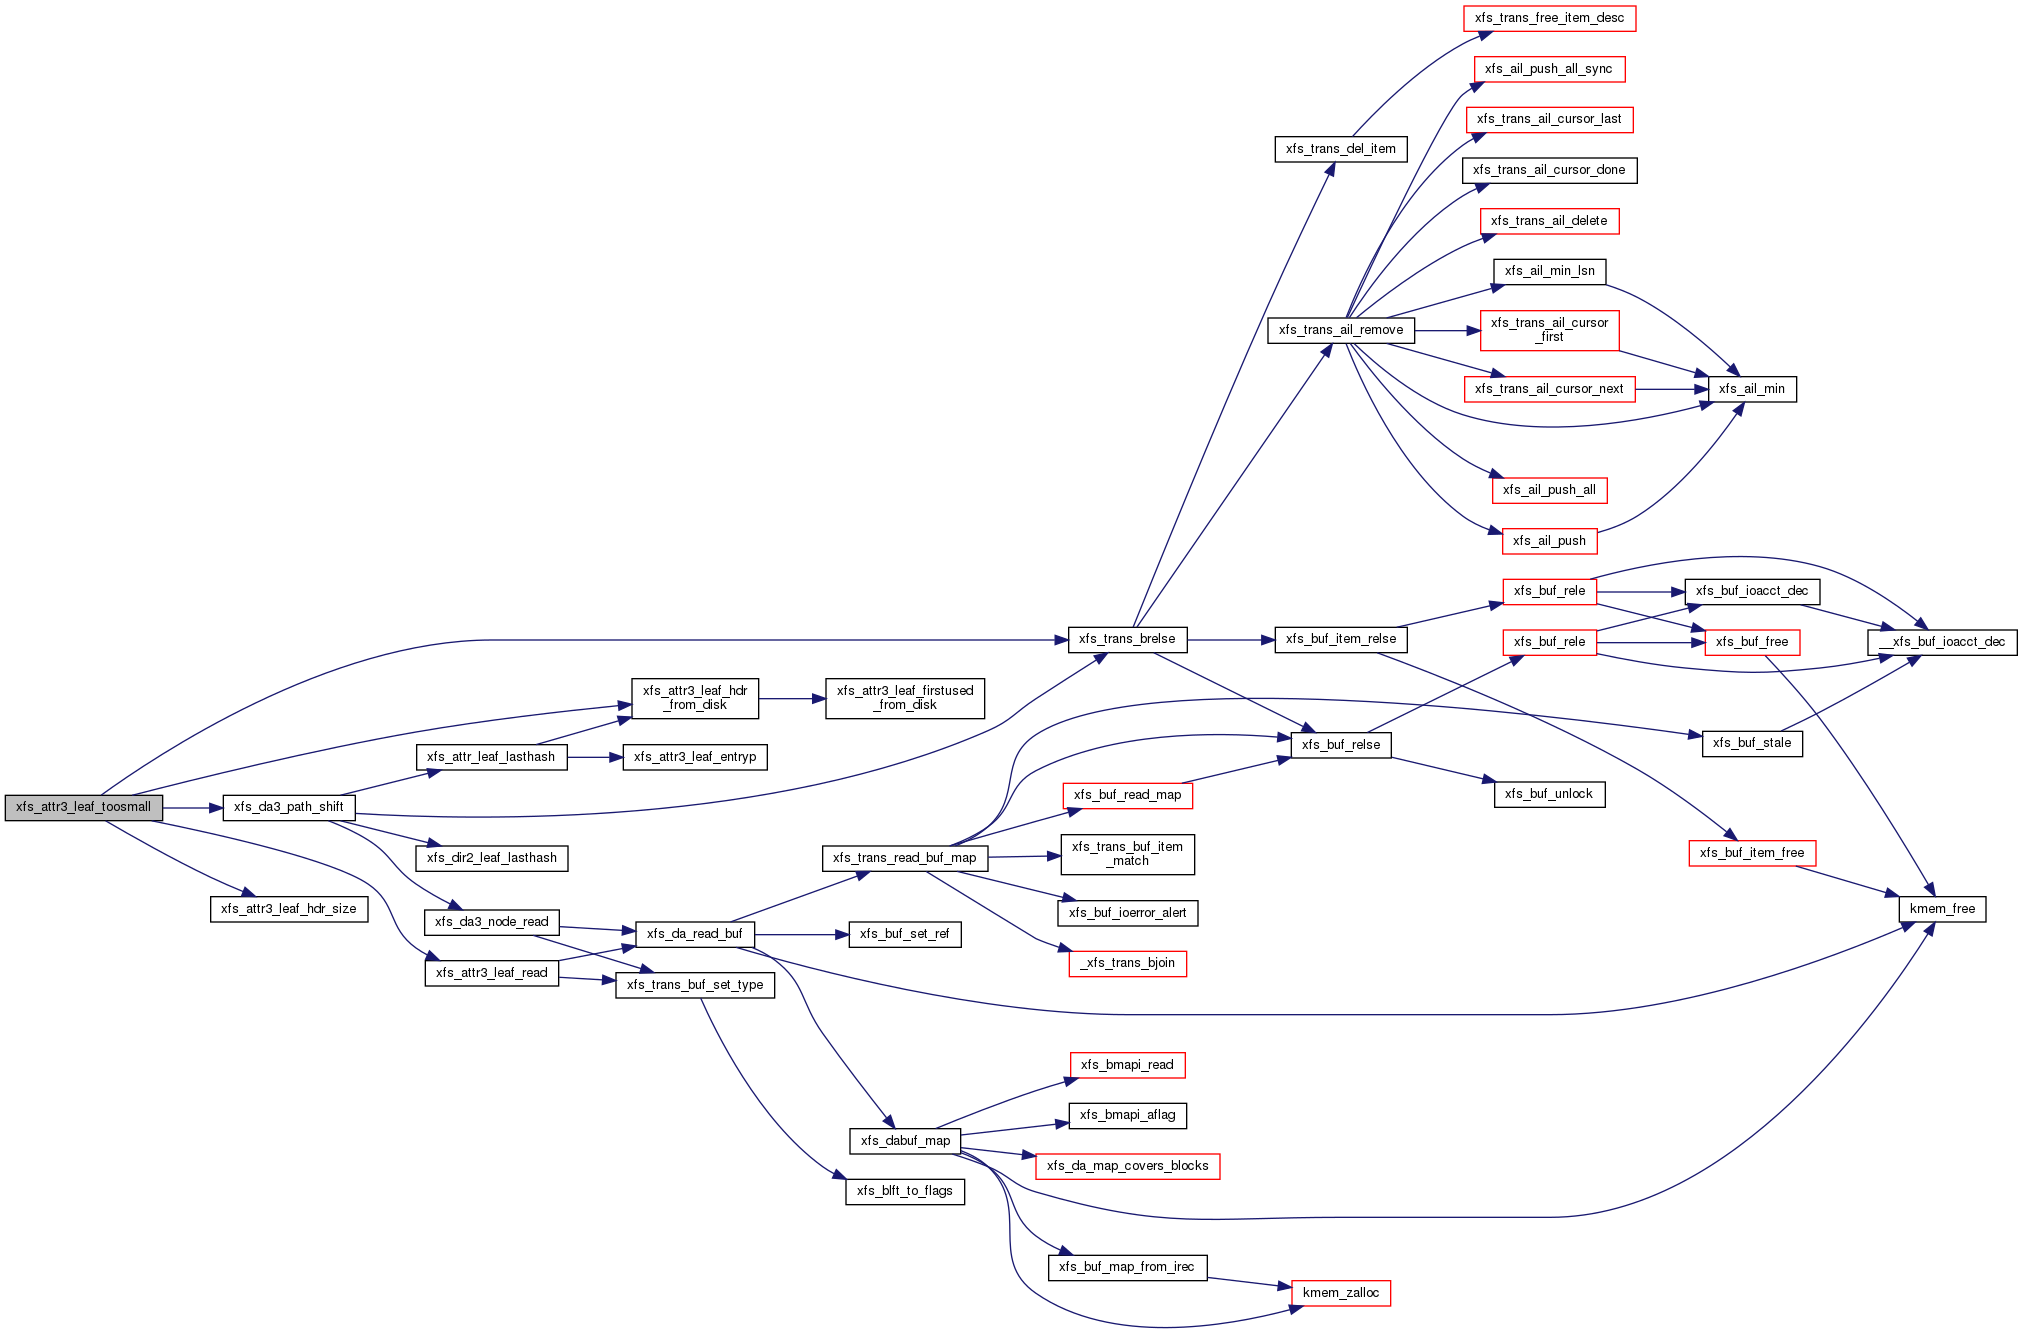 xfs_trans_free_item_desc
xfs_ail_push_all_sync
xfs_trans_ail_cursor_last
xfs_trans_del_item
xfs_trans_ail_cursor_done
xfs_trans_ail_delete
xfs_ail_min_lsn
xfs_trans_ail_remove
xfs_trans_ail_cursor
_first
xfs_trans_ail_cursor_next
xfs_ail_min
xfs_ail_push_all
xfs_ail_push
xfs_buf_rele
xfs_buf_ioacct_dec
xfs_trans_brelse
xfs_buf_item_relse
xfs_buf_rele
xfs_buf_free
__xfs_buf_ioacct_dec
xfs_attr3_leaf_hdr
_from_disk
xfs_attr3_leaf_firstused
_from_disk
xfs_attr_leaf_lasthash
xfs_attr3_leaf_entryp
xfs_buf_relse
xfs_buf_stale
xfs_attr3_leaf_toosmall
xfs_da3_path_shift
xfs_buf_read_map
xfs_buf_unlock
xfs_dir2_leaf_lasthash
xfs_trans_read_buf_map
xfs_trans_buf_item
_match
xfs_buf_item_free
xfs_attr3_leaf_hdr_size
xfs_da3_node_read
xfs_da_read_buf
xfs_buf_set_ref
xfs_buf_ioerror_alert
kmem_free
xfs_attr3_leaf_read
xfs_trans_buf_set_type
_xfs_trans_bjoin
xfs_bmapi_read
xfs_bmapi_aflag
xfs_dabuf_map
xfs_da_map_covers_blocks
xfs_blft_to_flags
xfs_buf_map_from_irec
kmem_zalloc